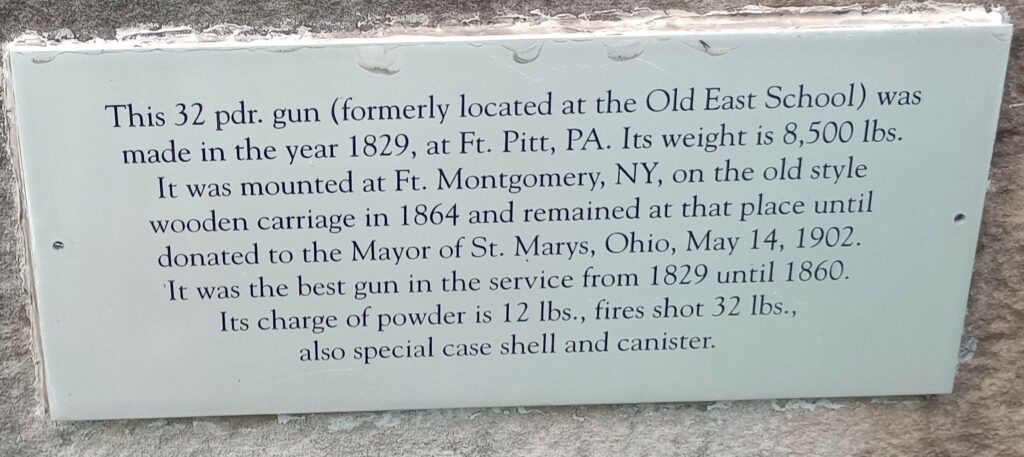 This 32 pdr. gun (formerly located at the Old East School) was
made in the year 1829, at Ft. Pitt, PA. Its weight is 8,500 lbs.
It was mounted at Ft. Montgomery, NY, on the old style
wooden carriage in 1864 and remained at that place until
donated to the Mayor of St. Marys, Ohio, May 14, 1902.
It was the best gun in the service from 1829 until 1860.
Its charge of powder is 12 lbs., fires shot 32 lbs.,
also special case shell and canister.